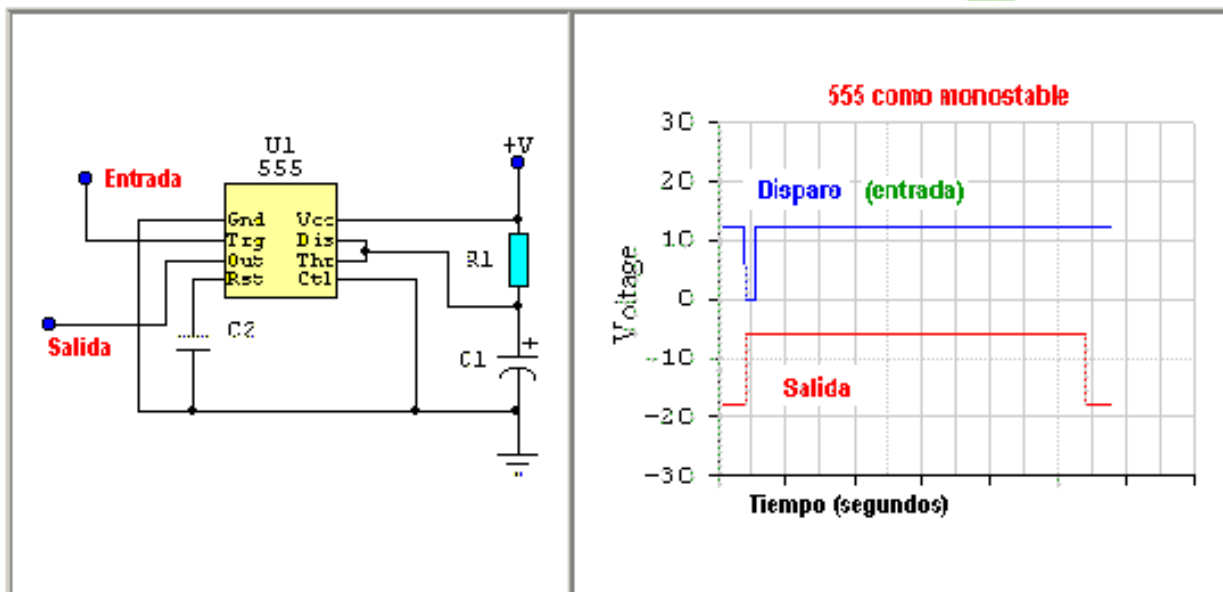 U1
555
Entrada
+V
Gnd Vcc
Trg Dis
Out Thr
Rst Ctl
R1
C2
Salida
C1
+
555 como monostable
30
20
10
0
-10
-20
-30
Voltage
Disparo (entrada)
Salida
Tiempo (segundos)